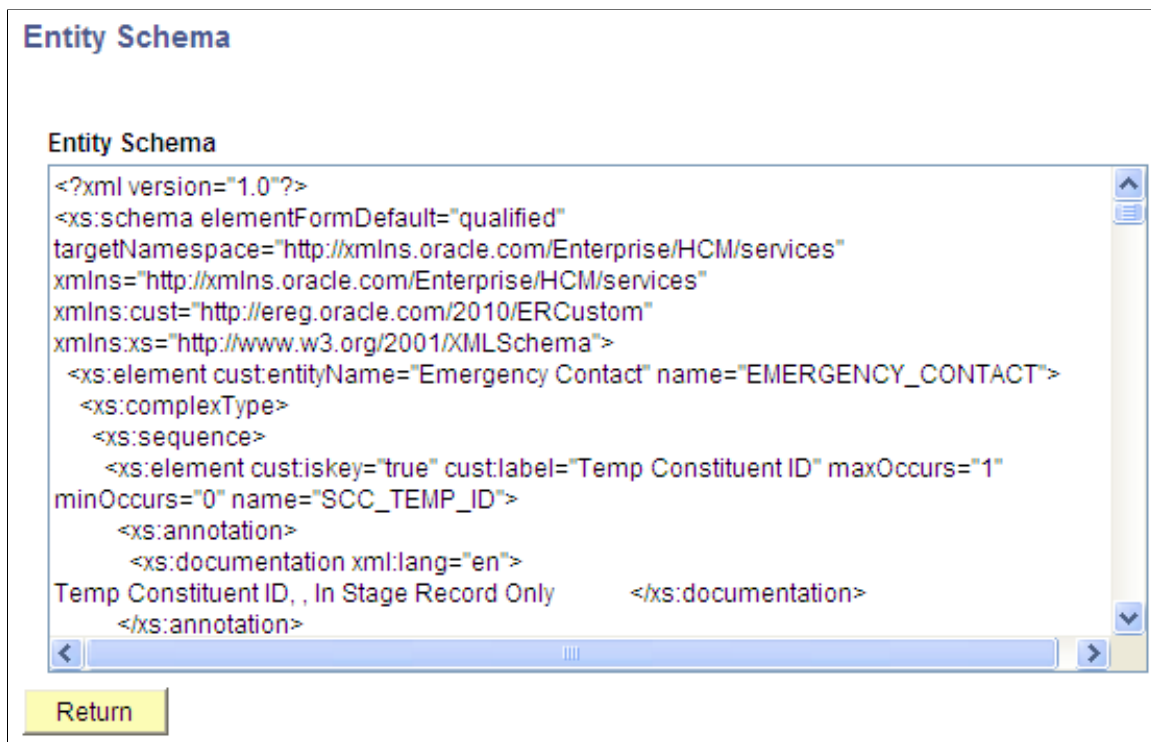 Entity Schema
Entity Schema
<?xml version="1.0"?>
<xs:schema elementFormDefault="qualified"
targetNamespace="http://xmlns.oracle.com/Enterprise/HCM/services"
xmlns="http://xmlns.oracle.com/Enterprise/HCM/services"
xmlns:cust="http://ereg.oracle.com/2010/ERCustom"
xmlns:xs="http://www.w3.org/2001/XMLSchema">
<xs:element cust:entityName="Emergency Contact" name="EMERGENCY_CONTACT">
<xs:complexType>
<xs:sequence>
<xs:element cust:iskey="true" cust:label="Temp Constituent ID" maxOccurs="1"
minOccurs="0" name="SCC_TEMP_ID">
<xs:annotation>
<xs:documentation xml:lang="en">
Temp Constituent ID, , In Stage Record Only </xs:documentation>
</xs:annotation>
Return